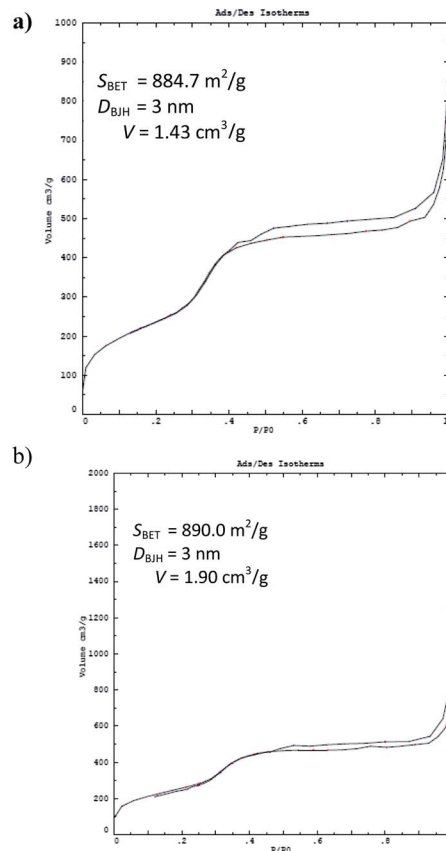 a)
Ads/Des Isotherms
S_BET = 884.7 m²/g
D_BJH = 3 nm
V = 1.43 cm³/g
Volume cm3/g
1000
900
800
700
600
500
400
300
200
100
0
0 .2 .4 .6 .8 1
P/P0
b)
Ads/Des Isotherms
S_BET = 890.0 m²/g
D_BJH = 3 nm
V = 1.90 cm³/g
Volume cm3/g
2000
1800
1600
1400
1200
1000
800
600
400
200
0
0 .2 .4 .6 .8 1
P/P0